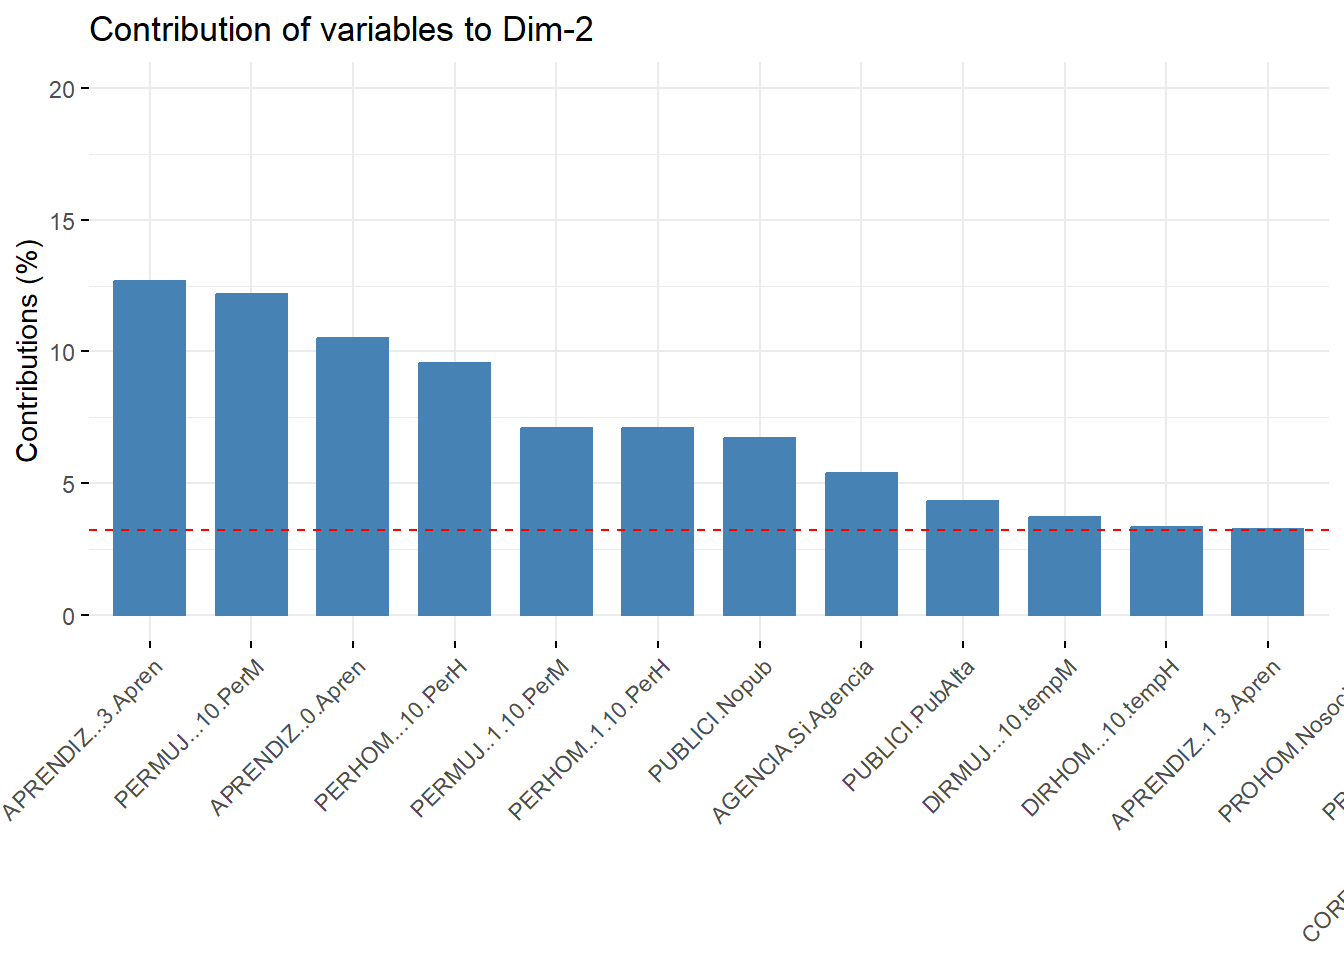 Contribution of variables to Dim-2
Contributions (%)
20
15
10
5
0
APRENDIZ...3.Apren
PERMUJ...10.PerM
APRENDIZ..0.Apren
PERHOM...10.PerH
PERMUJ..1.10.PerM
PERHOM..1.10.PerH
PUBLICI.Nopub
AGENCIA.Si.Agencia
PUBLICI.PubAlta
DIRMUJ...10.tempM
DIRHOM...10.tempH
APRENDIZ..1.3.Apren